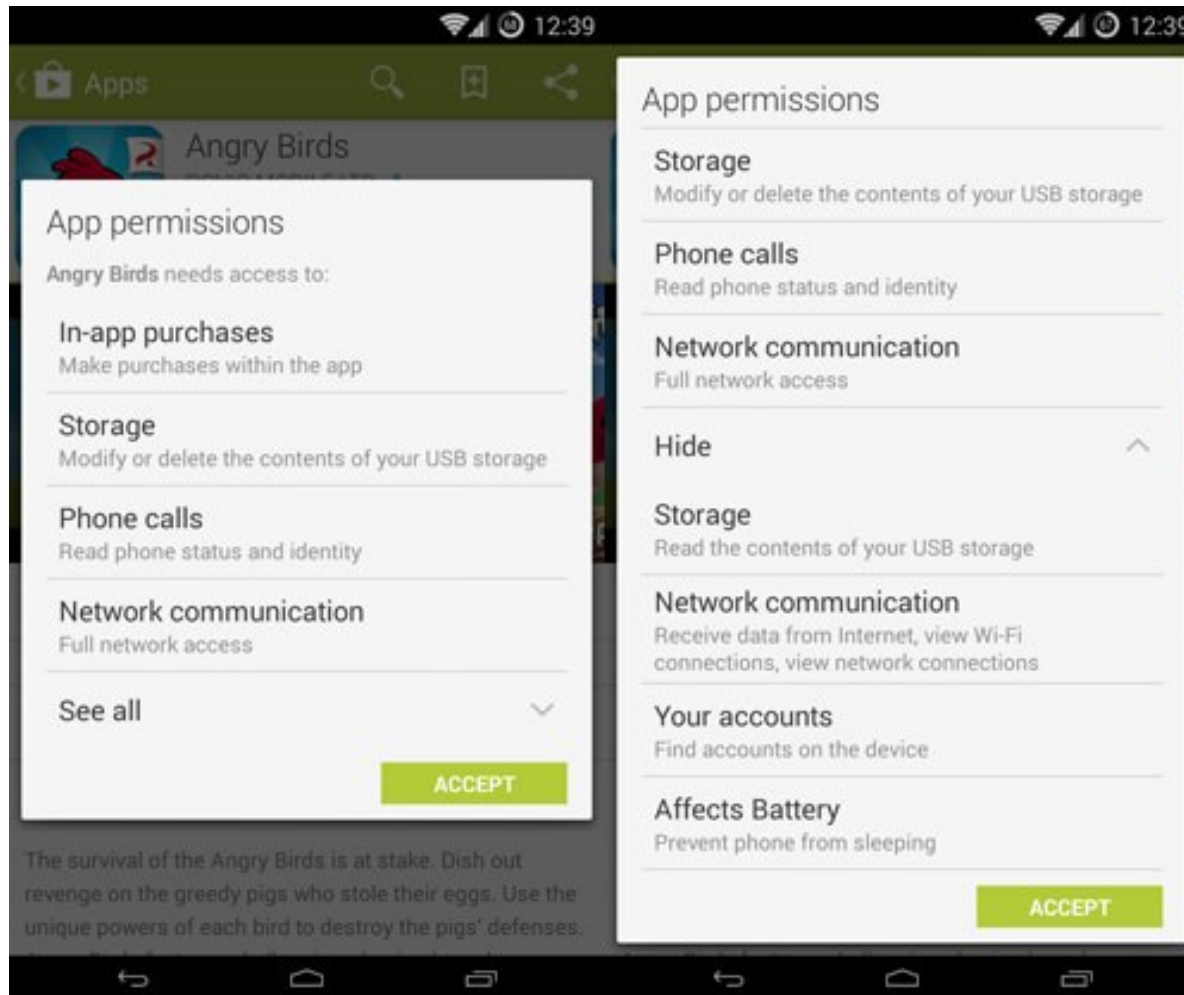 68 12:39
Apps
Angry Birds
App permissions
Angry Birds needs access to:
In-app purchases
Make purchases within the app
Storage
Modify or delete the contents of your USB storage
Phone calls
Read phone status and identity
Network communication
Full network access
See all
ACCEPT
The survival of the Angry Birds is at stake. Dish out
revenge on the greedy pigs who stole their eggs. Use the
unique powers of each bird to destroy the pigs' defenses.
67 12:39
App permissions
Storage
Modify or delete the contents of your USB storage
Phone calls
Read phone status and identity
Network communication
Full network access
Hide
Storage
Read the contents of your USB storage
Network communication
Receive data from Internet, view Wi-Fi
connections, view network connections
Your accounts
Find accounts on the device
Affects Battery
Prevent phone from sleeping
ACCEPT